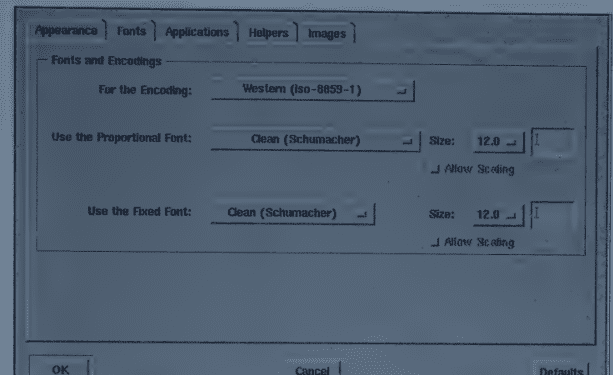 Appearance Fonts Applications Helpers Images
Fonts and Encodings
For the Encoding: Western (iso-8859-1)
Use the Proportional Font: Clean (Schumacher) Size: 12.0
Allow Scaling
Use the Fixed Font: Clean (Schumacher) Size: 12.0
Allow Scaling
OK Cancel Defaults